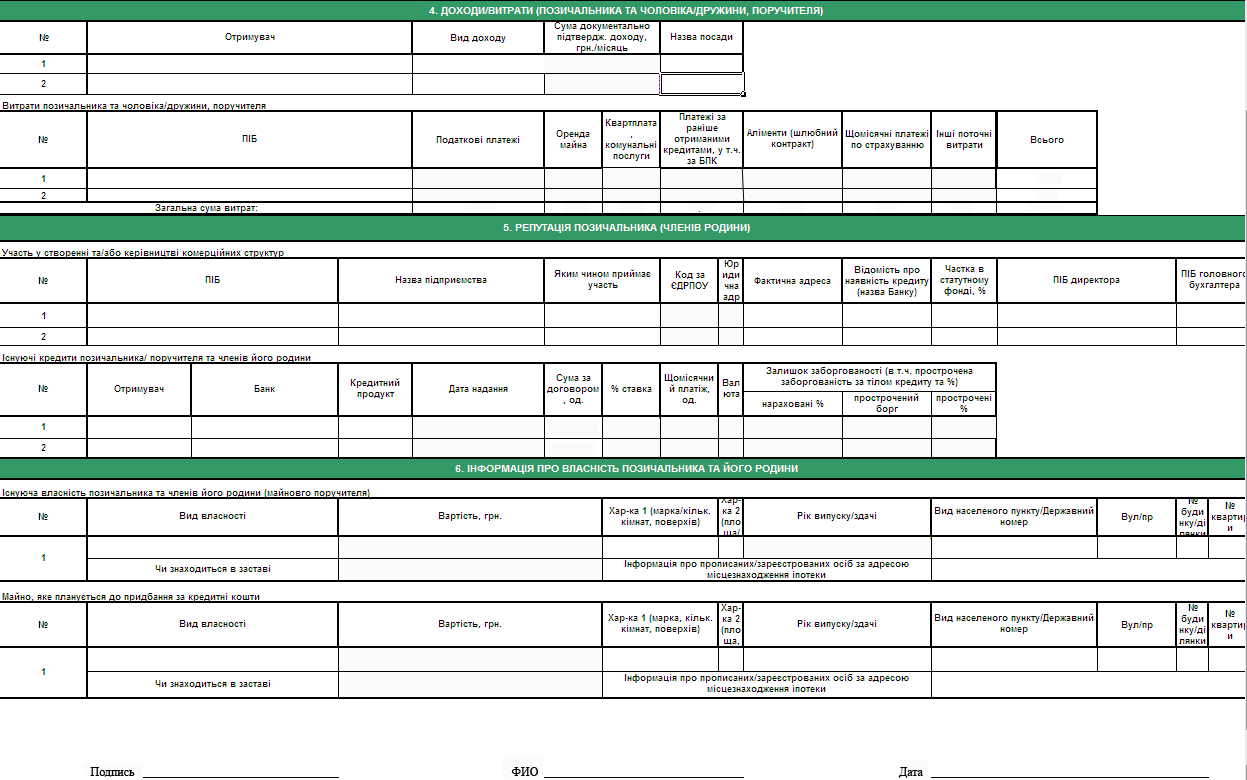 4. ДОХОДИ/ВИТРАТИ (ПОЗИЧАЛЬНИКА ТА ЧОЛОВІКА/ДРУЖИНИ, ПОРУЧИТЕЛЯ)
№ Отримувач Вид доходу Сума документально підтвердж. доходу, грн./місяць Назва посади
1
2
Витрати позичальника та чоловіка/дружини, поручителя
№ ПІБ Податкові платежі Оренда майна Квартплата, комунальні послуги Платежі за раніше отриманими кредитами, у т.ч. за БПК Аліменти (шлюбний контракт) Щомісячні платежі по страхуванню Інші поточні витрати Всього
1
2
Загальна сума витрат:
5. РЕПУТАЦІЯ ПОЗИЧАЛЬНИКА (ЧЛЕНІВ РОДИНИ)
Участь у створенні та/або керівництві комерційних структур
№ ПІБ Назва підприємства Яким чином приймає участь Код за ЄДРПОУ Юридична адр Фактична адреса Відомість про наявність кредиту (назва Банку) Частка в статутному фонді, % ПІБ директора ПІБ головного бухгалтера
1
2
Існуючі кредити позичальника/ поручителя та членів його родини
№ Отримувач Банк Кредитний продукт Дата надання Сума за договором, од. % ставка Щомісячний платіж, од. Валюта Залишок заборгованості (в т.ч. прострочена заборгованість за тілом кредиту та %)
нараховані % прострочений борг прострочені %
1
2
6. ІНФОРМАЦІЯ ПРО ВЛАСНІСТЬ ПОЗИЧАЛЬНИКА ТА ЙОГО РОДИНИ
Існуюча власність позичальника та членів його родини (майновго поручителя)
№ Вид власності Вартість, грн. Хар-ка 1 (марка/кільк. кімнат, поверхів) Хар-ка 2 (площа/ Рік випуску/здачі Вид населеного пункту/Державний номер Вул/пр № будинку/ділянки № квартири
1
Чи знаходиться в заставі Інформація про прописаних/зареєстрованих осіб за адресою місцезнаходження іпотеки
Майно, яке планується до придбання за кредитні кошти
№ Вид власності Вартість, грн. Хар-ка 1 (марка, кільк. кімнат, поверхів) Хар-ка 2 (площа, Рік випуску/здачі Вид населеного пункту/Державний номер Вул/пр № будинку/ділянки № квартири
1
Чи знаходиться в заставі Інформація про прописаних/зареєстрованих осіб за адресою місцезнаходження іпотеки
Подпись ФИО Дата